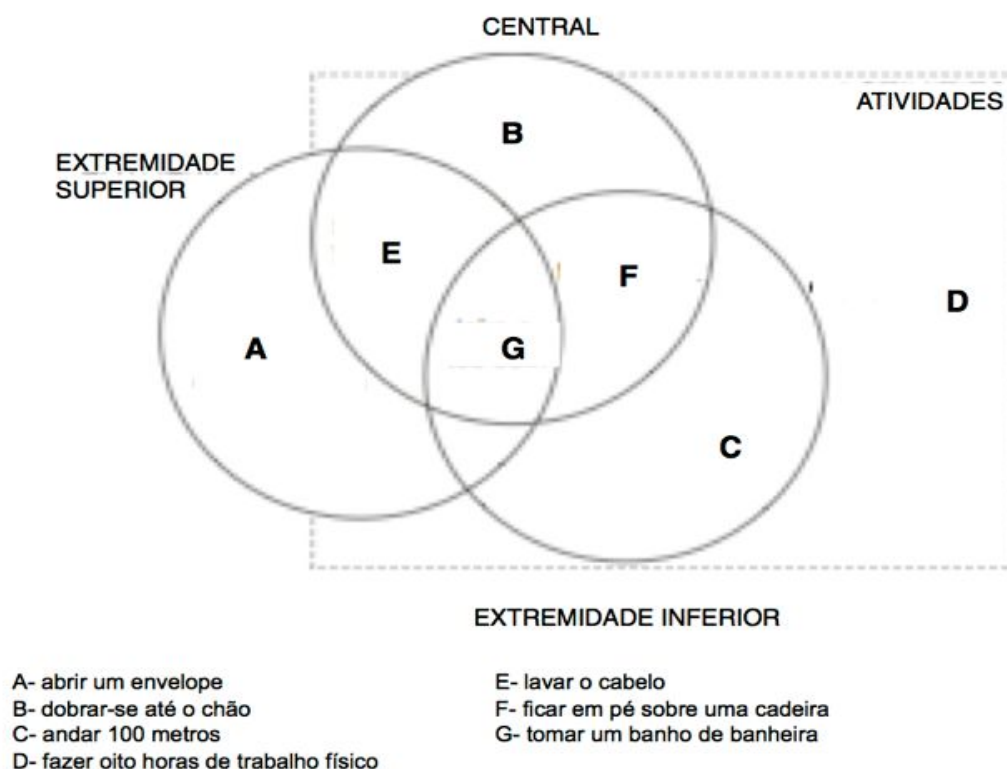 CENTRAL
ATIVIDADES
B
EXTREMIDADE
SUPERIOR
E
F
D
A
G
C
EXTREMIDADE INFERIOR
A- abrir um envelope
B- dobrar-se até o chão
C- andar 100 metros
D- fazer oito horas de trabalho físico
E- lavar o cabelo
F- ficar em pé sobre uma cadeira
G- tomar um banho de banheira